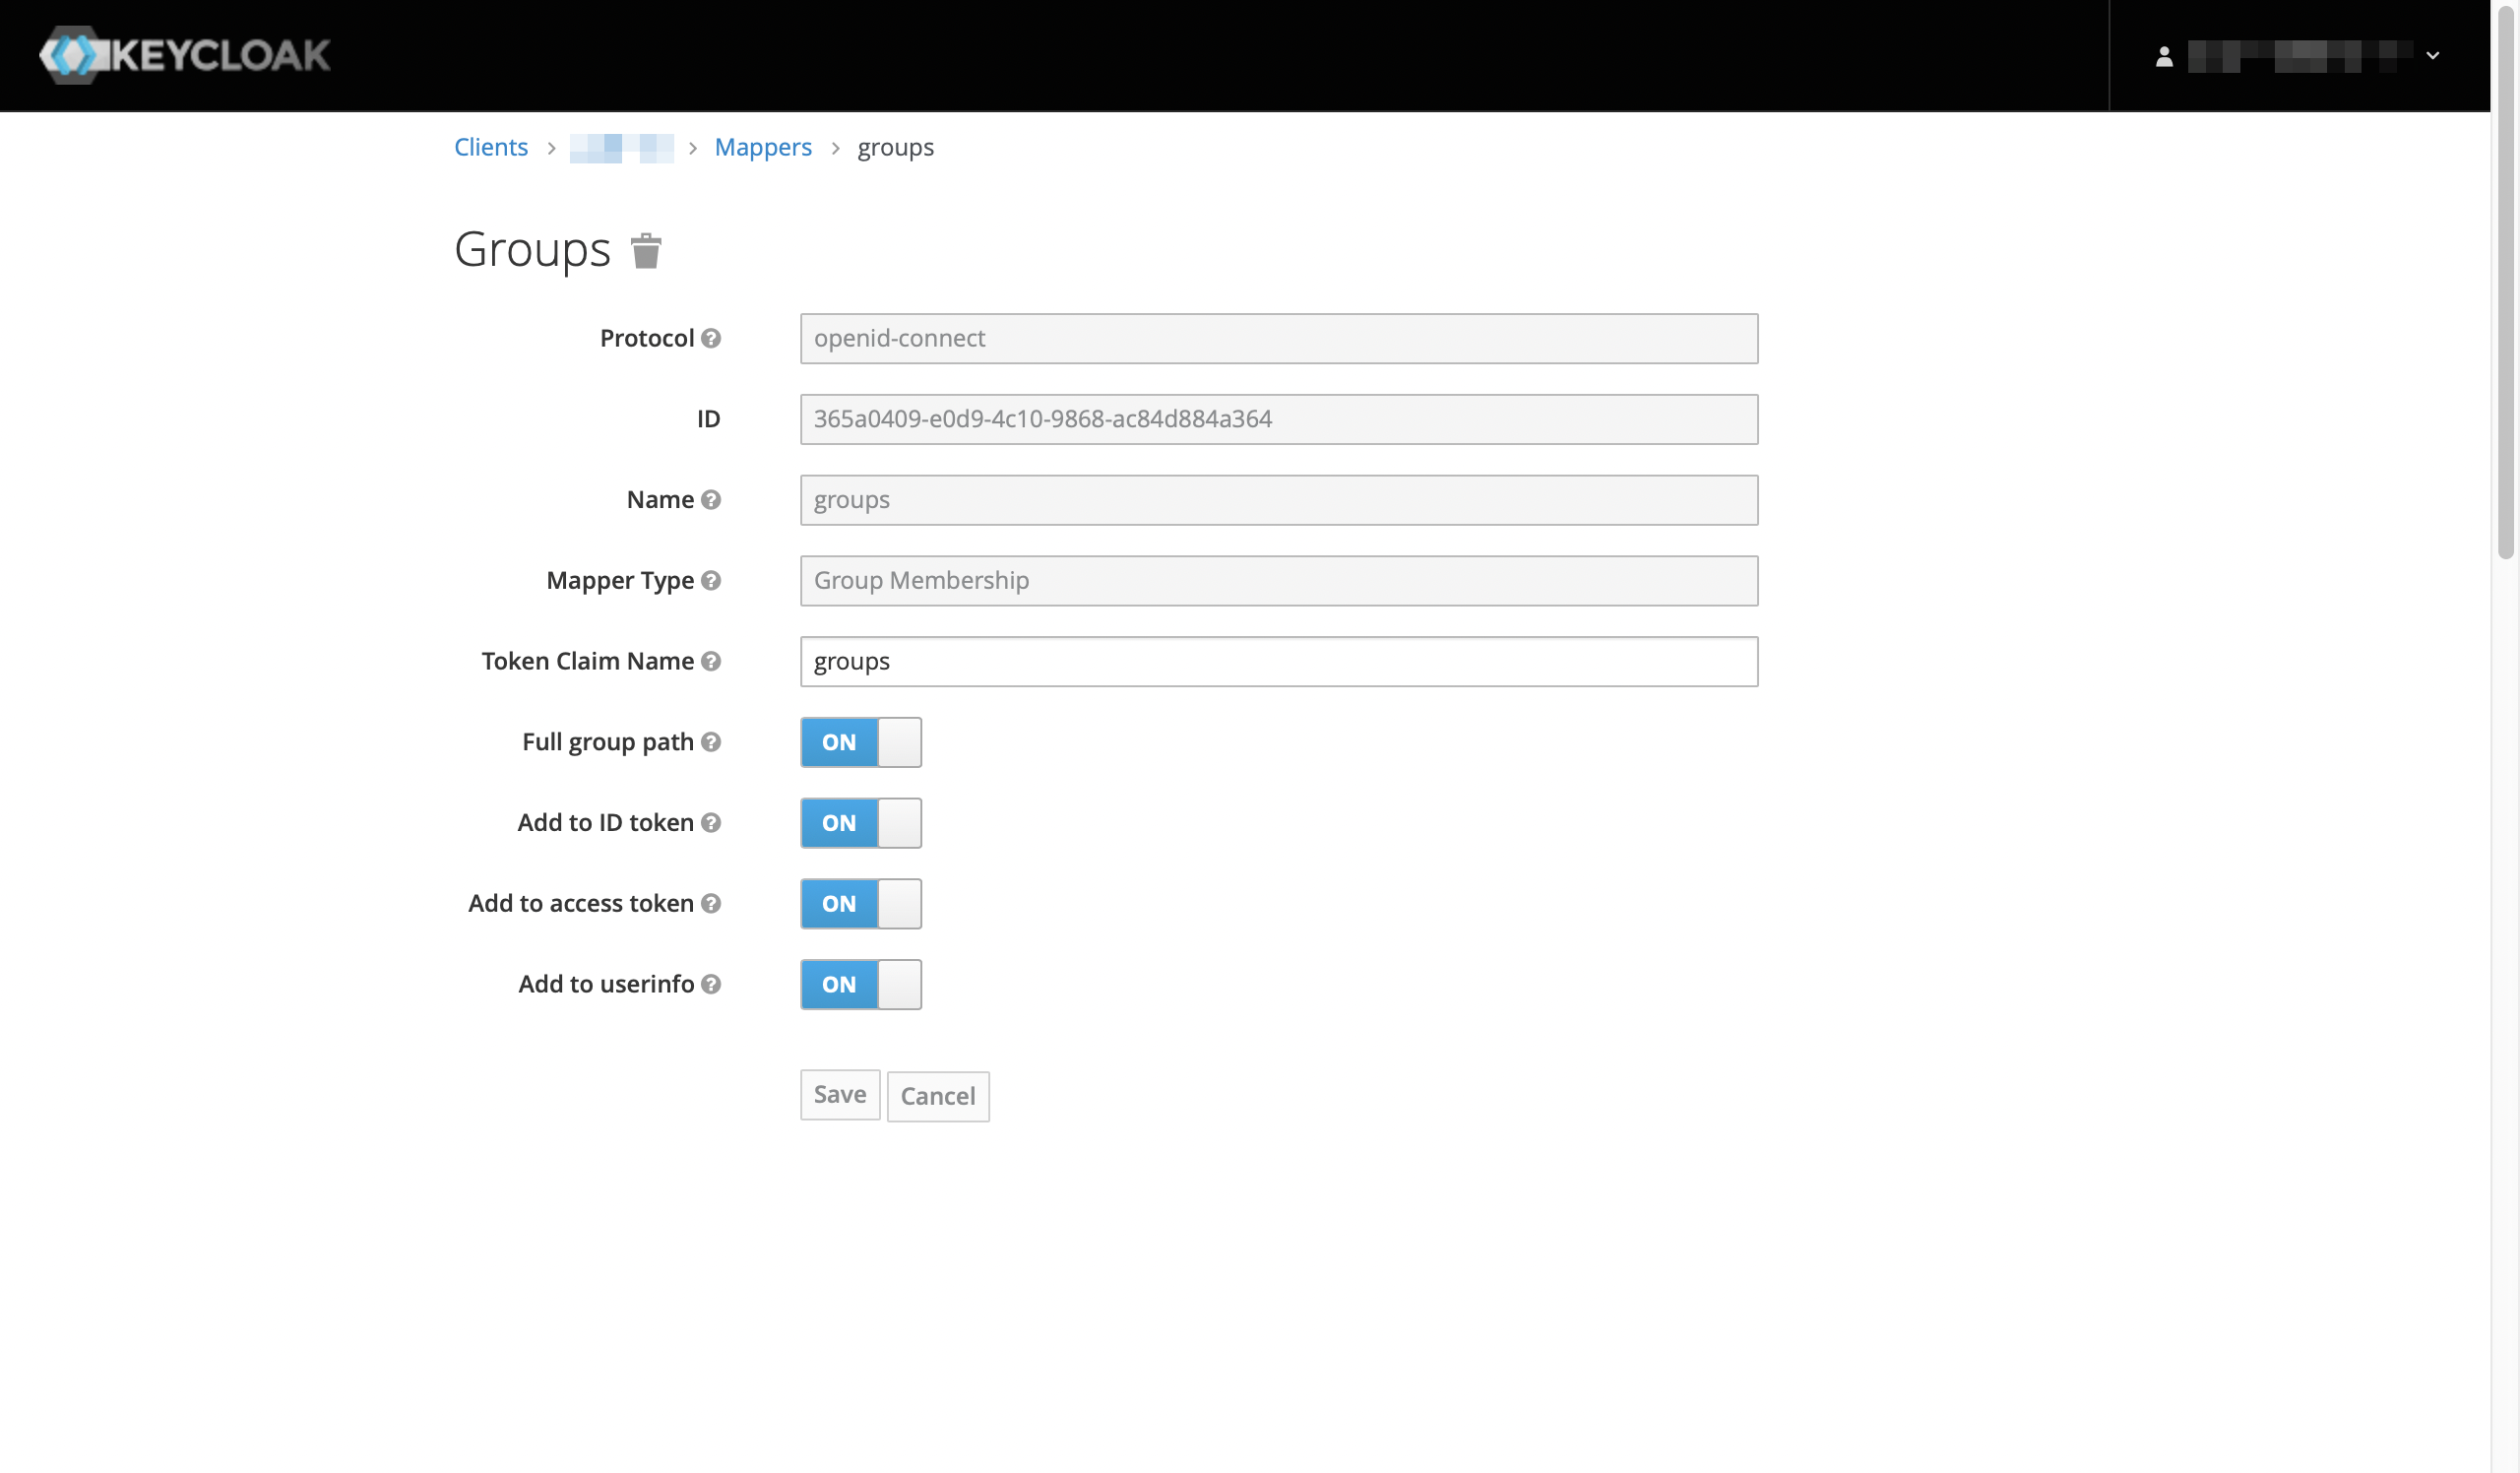 KEYCLOAK
Clients > > Mappers > groups
Groups
Protocol openid-connect
ID 365a0409-e0d9-4c10-9868-ac84d884a364
Name groups
Mapper Type Group Membership
Token Claim Name groups
Full group path ON
Add to ID token ON
Add to access token ON
Add to userinfo ON
Save Cancel